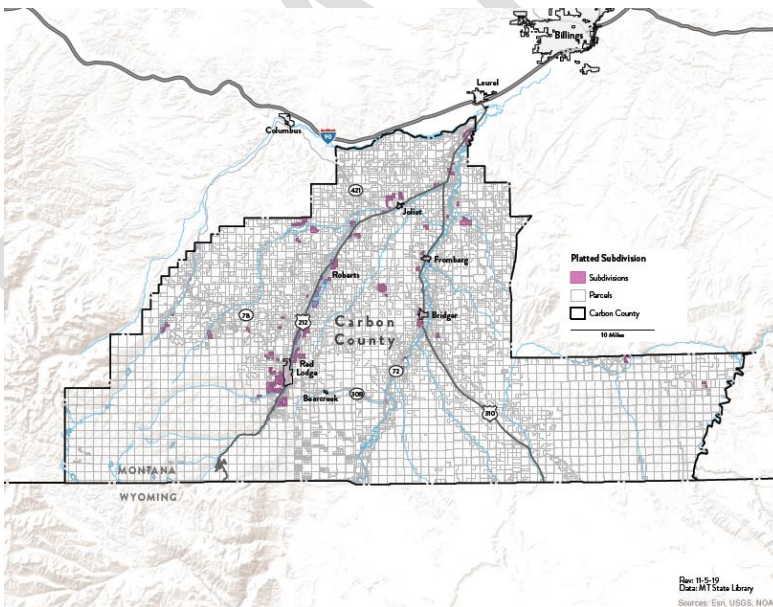 Billings
Laurel
Columbus
90
421
Joliet
Platted Subdivision
Subdivisions
Parcels
Carbon County
10 Miles
Fromberg
Roberts
78
212
Bridger
Carbon
County
Red
Lodge
72
Bearcreek
308
310
MONTANA
WYOMING
Rev: 11-5-19
Data: MT State Library
Sources: Esri, USGS, NOA